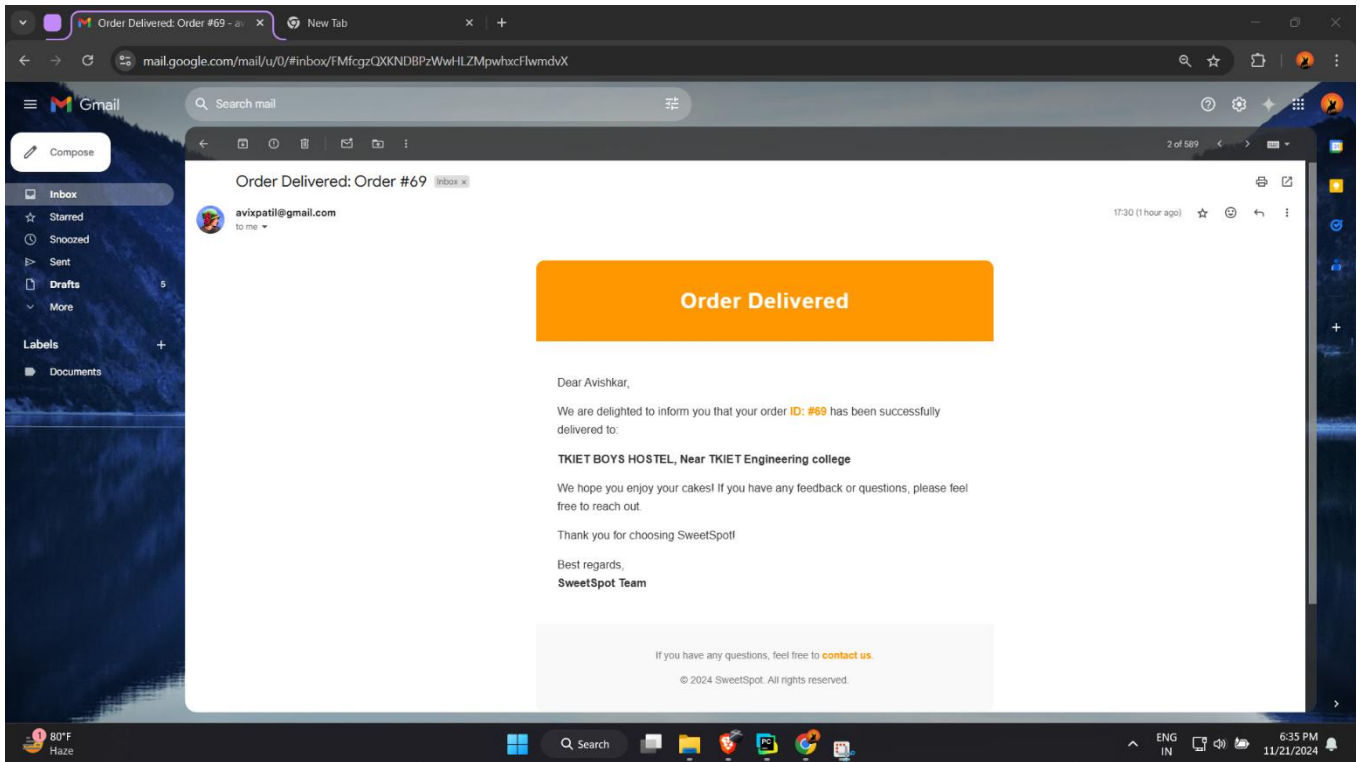 Order Delivered: Order #69 - av
New Tab
mail.google.com/mail/u/0/#inbox/FMfcgzQXKNDBPzWwHLZMpwhxcFlwmdvX
Gmail
Search mail
Compose
2 of 589
Inbox
Starred
Snoozed
Sent
Drafts 5
More
Labels
Documents
Order Delivered: Order #69 Inbox x
avixpatil@gmail.com
to me
17:30 (1 hour ago)
Order Delivered
Dear Avishkar,
We are delighted to inform you that your order ID: #69 has been successfully
delivered to:
TKIET BOYS HOSTEL, Near TKIET Engineering college
We hope you enjoy your cakes! If you have any feedback or questions, please feel
free to reach out.
Thank you for choosing SweetSpot!
Best regards,
SweetSpot Team
If you have any questions, feel free to contact us.
© 2024 SweetSpot. All rights reserved.
1
80°F
Haze
Search
PC
ENG
IN
6:35 PM
11/21/2024